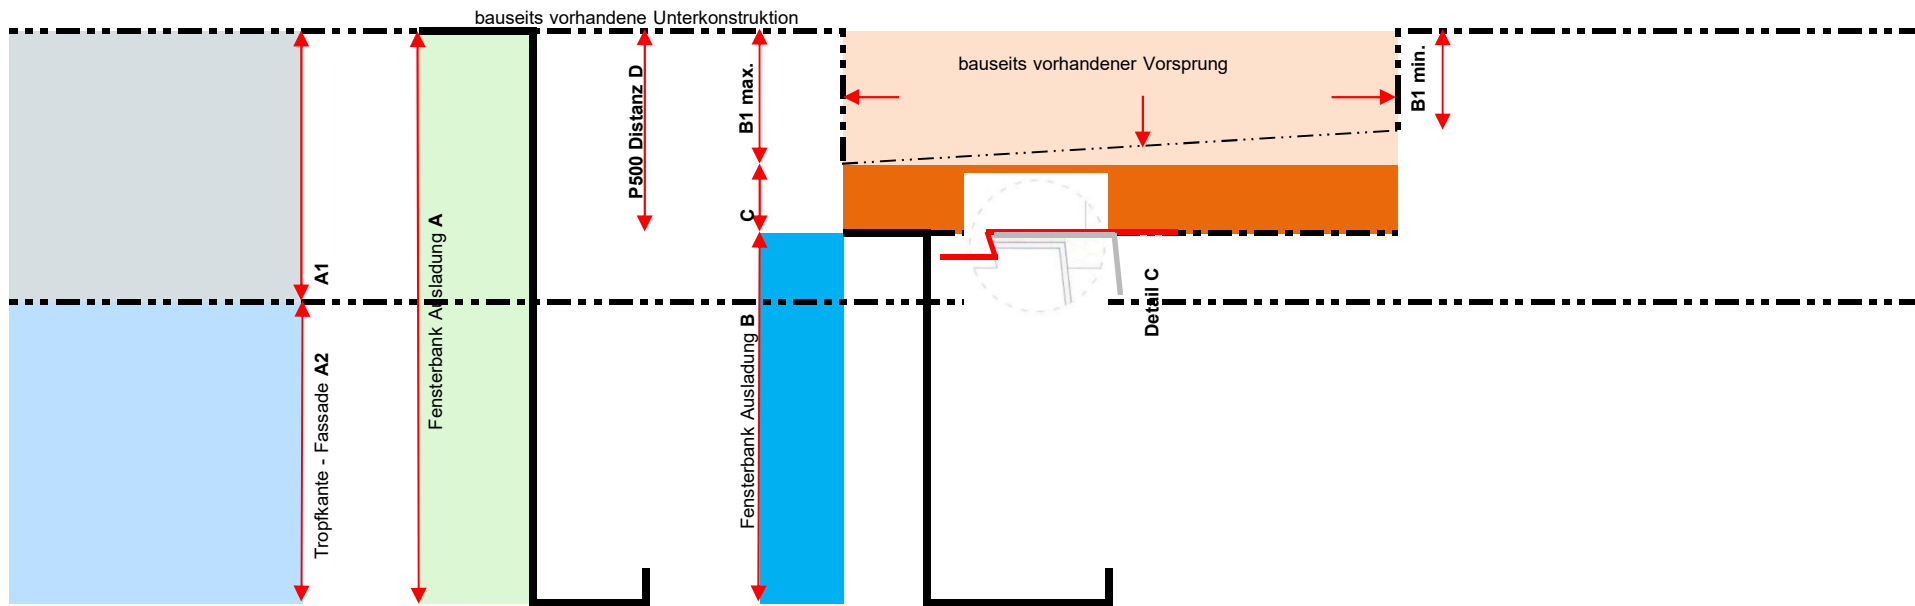 bauseits vorhandene Unterkonstruktion
bauseits vorhandener Vorsprung
A1
Tropfkante - Fassade A2
Fensterbank Ausladung A
P500 Distanz D
B1 max.
C
Fensterbank Ausladung B
Detail C
B1 min.